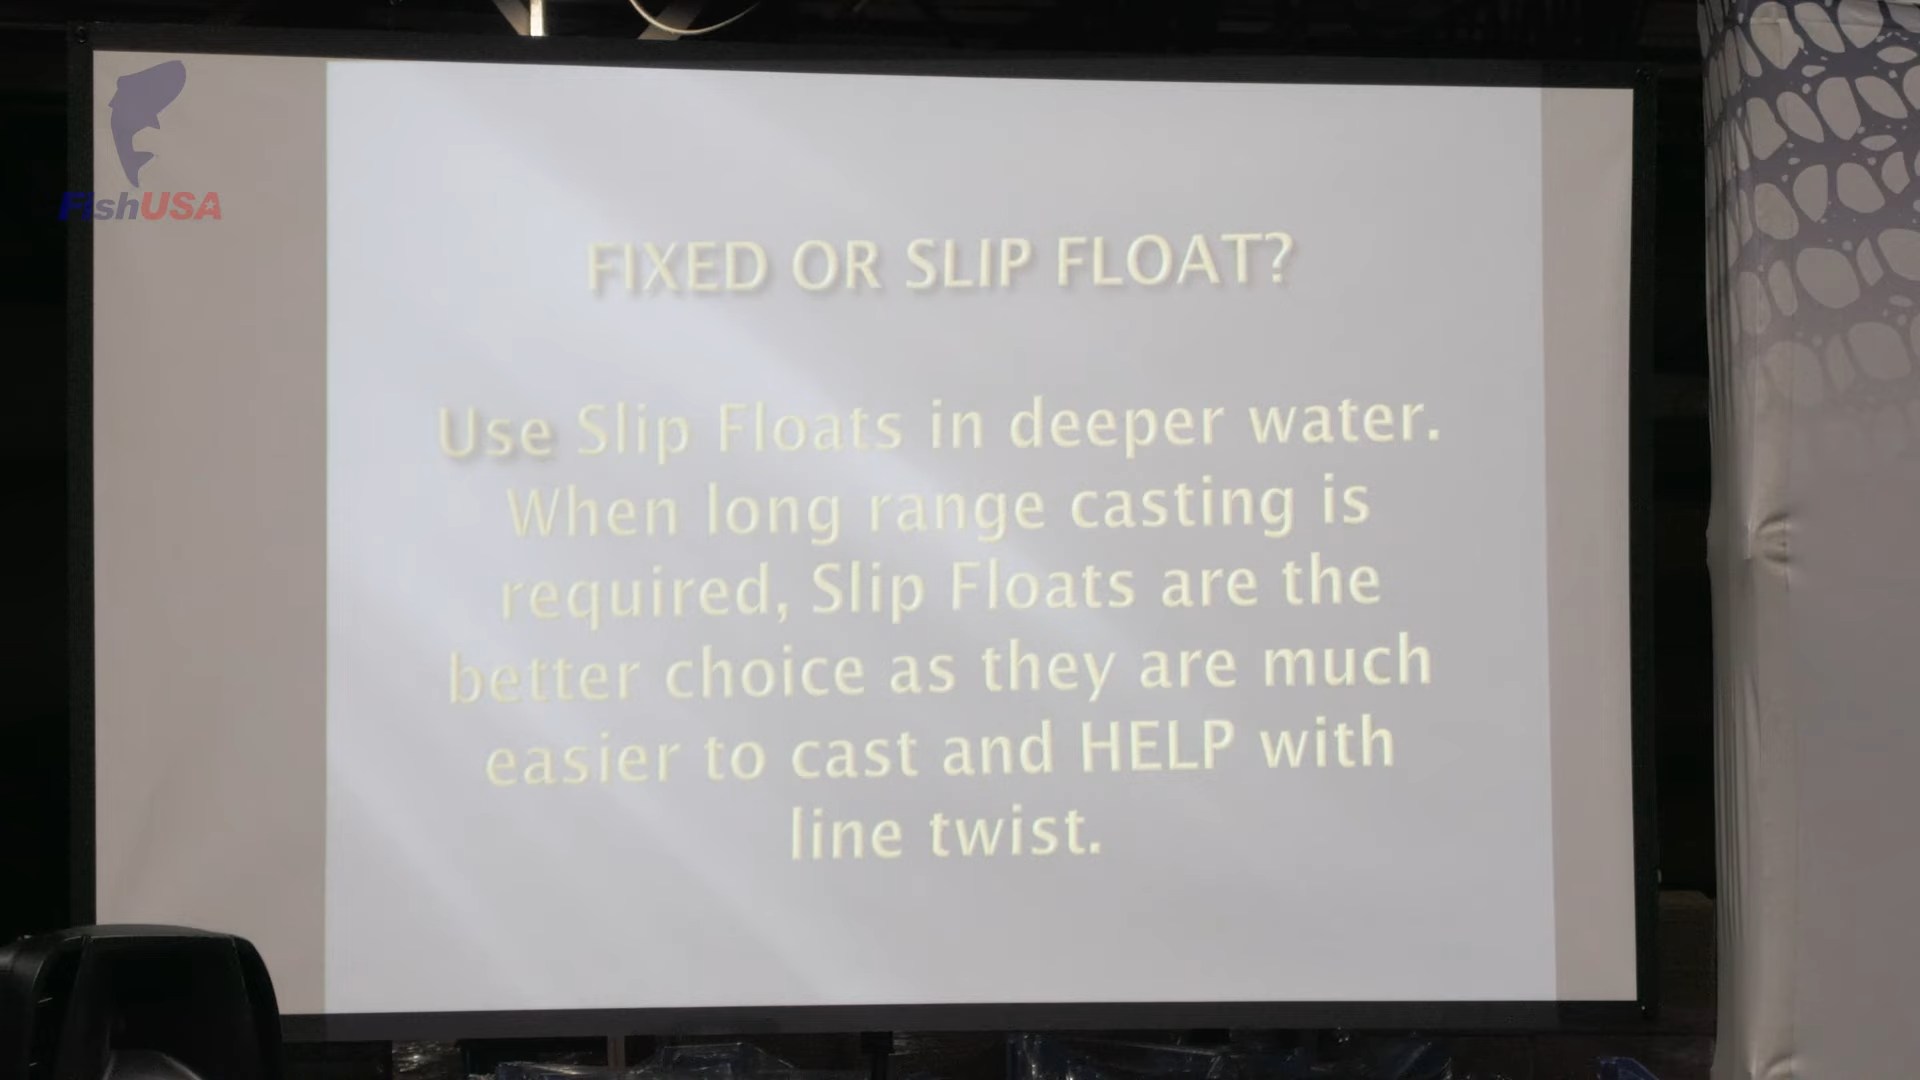 FishUSA
FIXED OR SLIP FLOAT?
Use Slip Floats in deeper water.
When long range casting is
required, Slip Floats are the
better choice as they are much
easier to cast and HELP with
line twist.